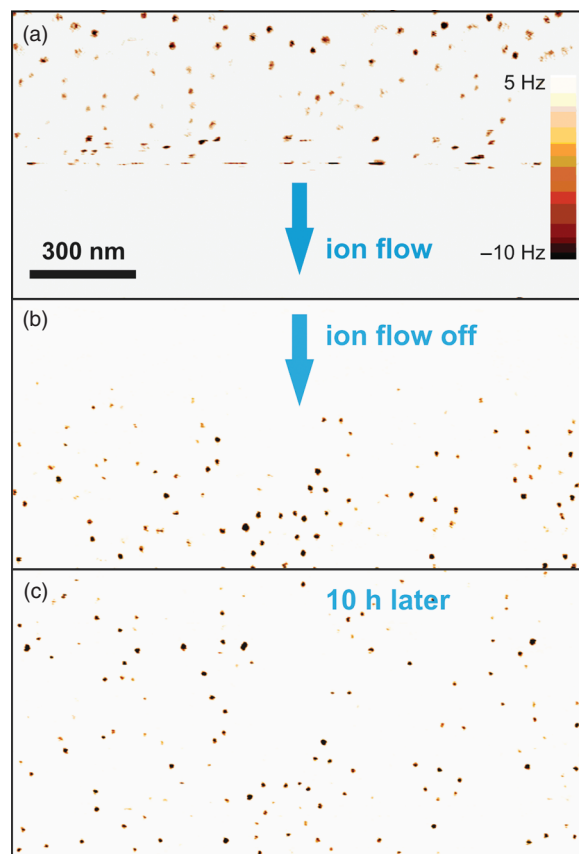 (a)
5 Hz
–10 Hz
300 nm
ion flow
(b)
ion flow off
(c)
10 h later